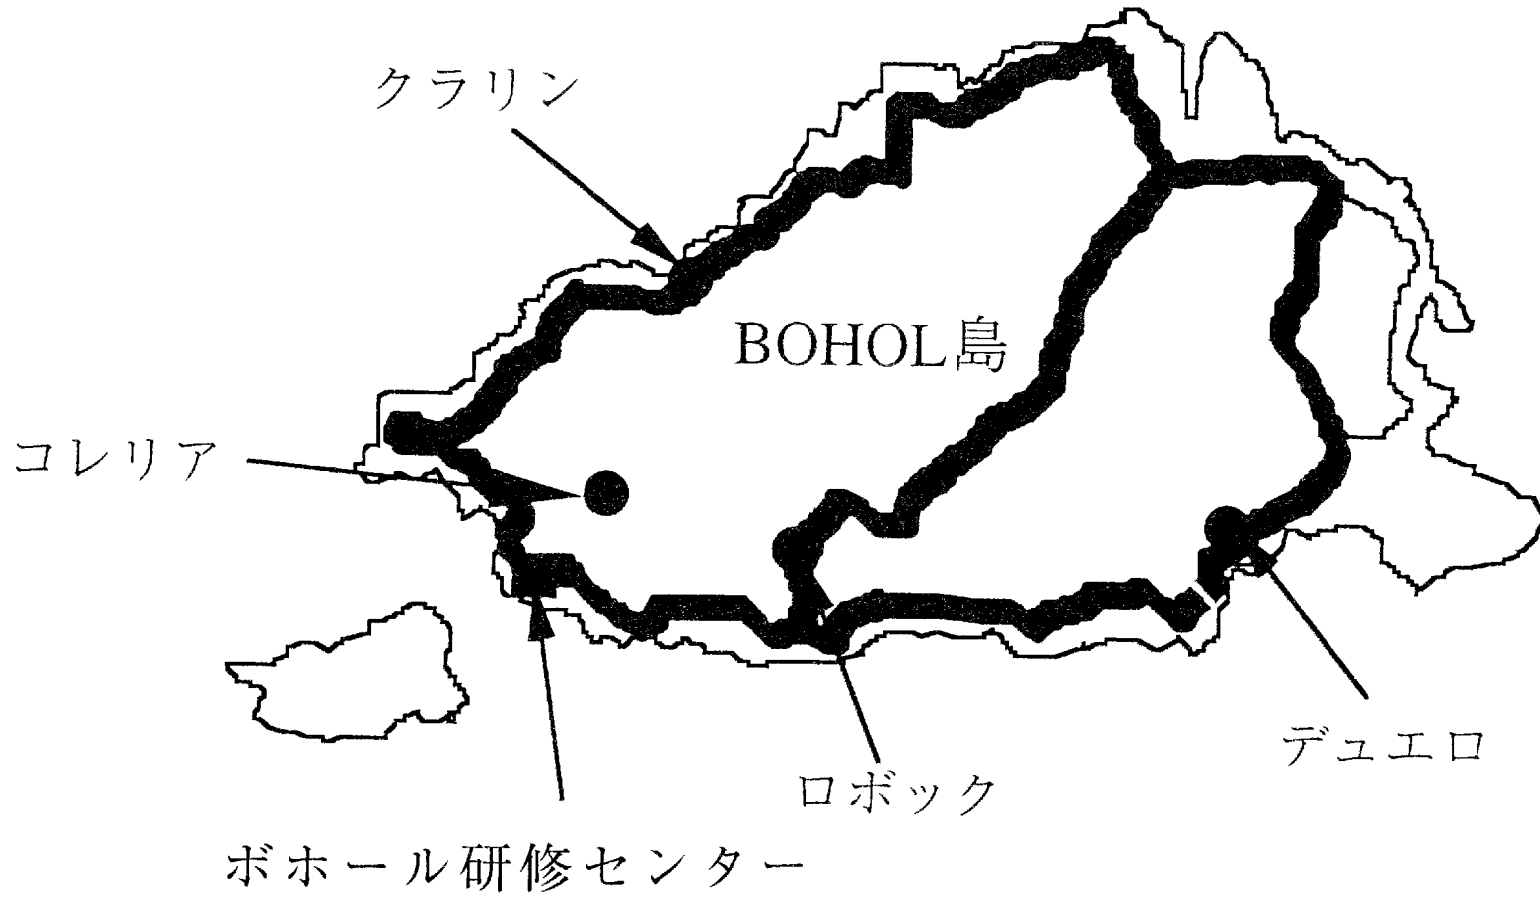 クラリン
BOHOL島
コレリア
デュエロ
ロボック
ボホール研修センター